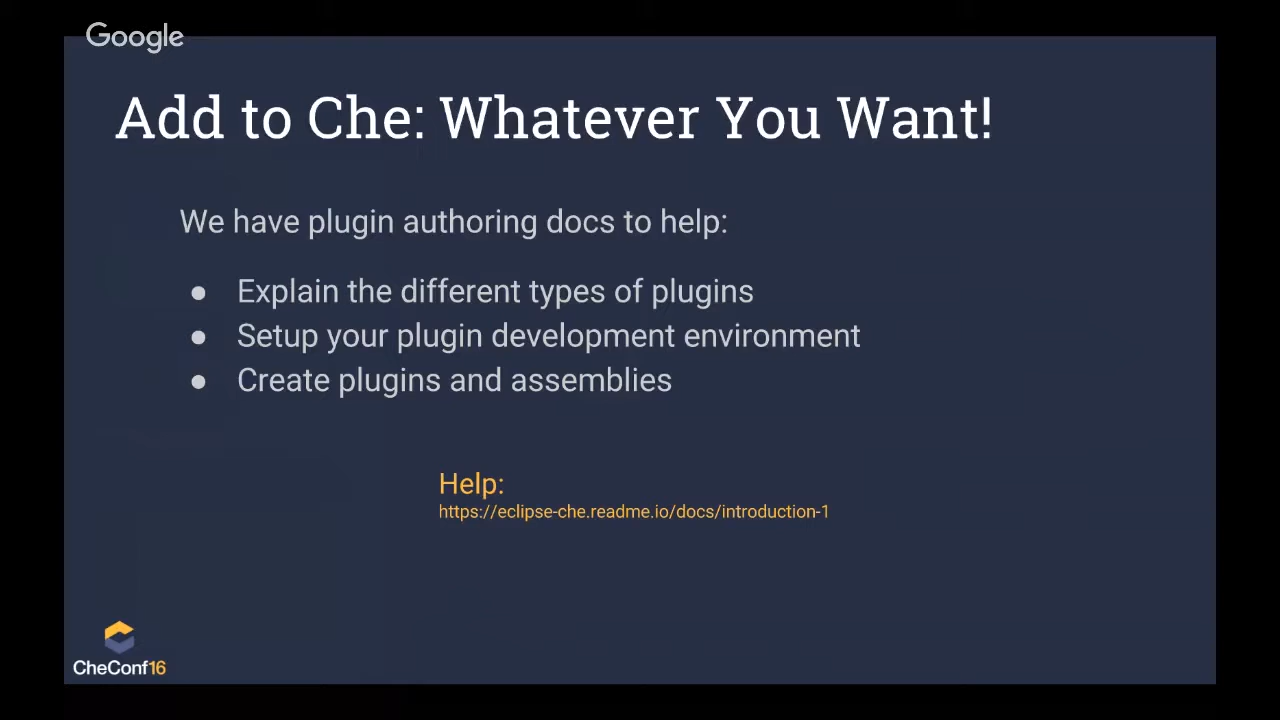 Google
Add to Che: Whatever You Want!
We have plugin authoring docs to help:
● Explain the different types of plugins
● Setup your plugin development environment
● Create plugins and assemblies
Help:
https://eclipse-che.readme.io/docs/introduction-1
CheConf16